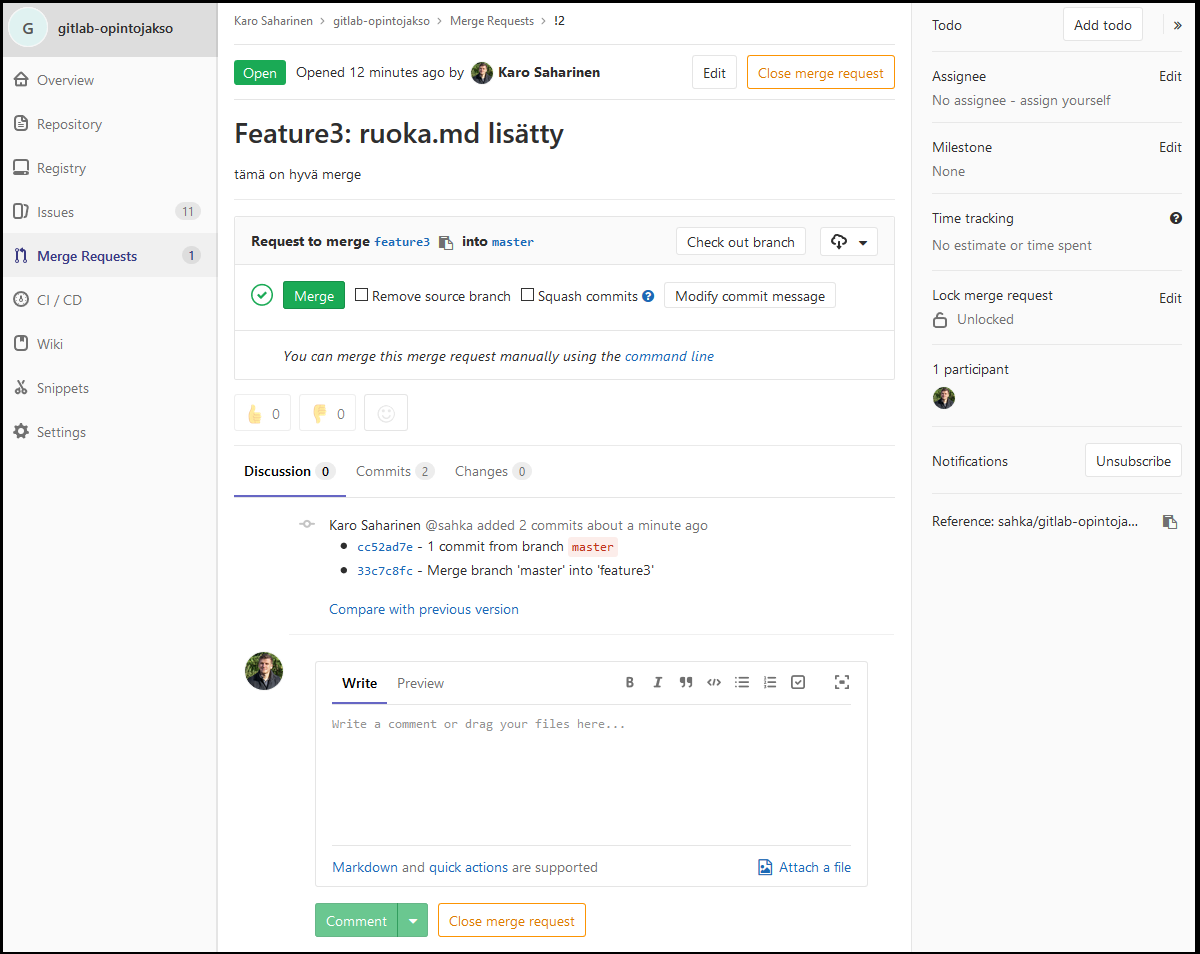 G gitlab-opintojakso
Overview
Repository
Registry
Issues 11
Merge Requests 1
CI / CD
Wiki
Snippets
Settings
Karo Saharinen > gitlab-opintojakso > Merge Requests > !2
Open Opened 12 minutes ago by Karo Saharinen Edit Close merge request
Feature3: ruoka.md lisätty
tämä on hyvä merge
Request to merge feature3 into master Check out branch
Merge Remove source branch Squash commits ? Modify commit message
You can merge this merge request manually using the command line
👍 0 👎 0
Discussion 0 Commits 2 Changes 0
Karo Saharinen @sahka added 2 commits about a minute ago
• cc52ad7e - 1 commit from branch master
• 33c7c8fc - Merge branch 'master' into 'feature3'
Compare with previous version
Write Preview B I
Write a comment or drag your files here...
Markdown and quick actions are supported Attach a file
Comment Close merge request
Todo Add todo »
Assignee Edit
No assignee - assign yourself
Milestone Edit
None
Time tracking ?
No estimate or time spent
Lock merge request Edit
Unlocked
1 participant
Notifications Unsubscribe
Reference: sahka/gitlab-opintoja...